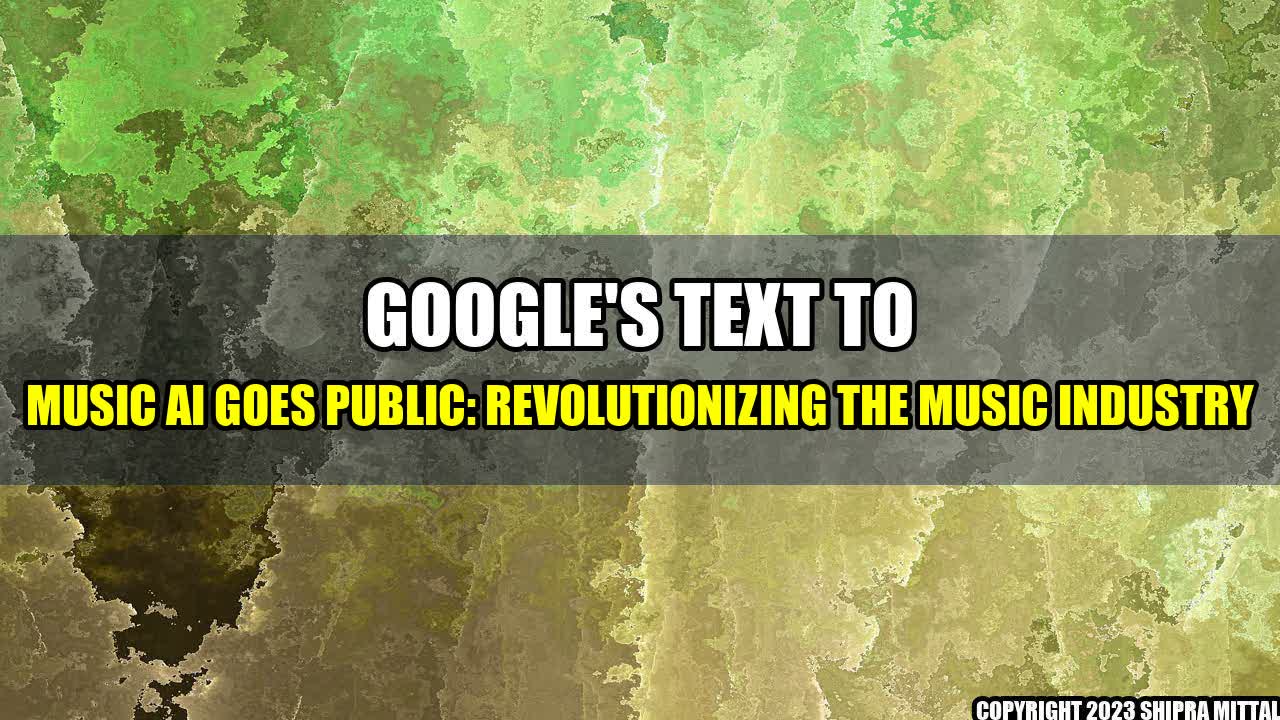 GOOGLE'S TEXT TO
MUSIC AI GOES PUBLIC: REVOLUTIONIZING THE MUSIC INDUSTRY
COPYRIGHT 2023 SHIPRA MITTAL